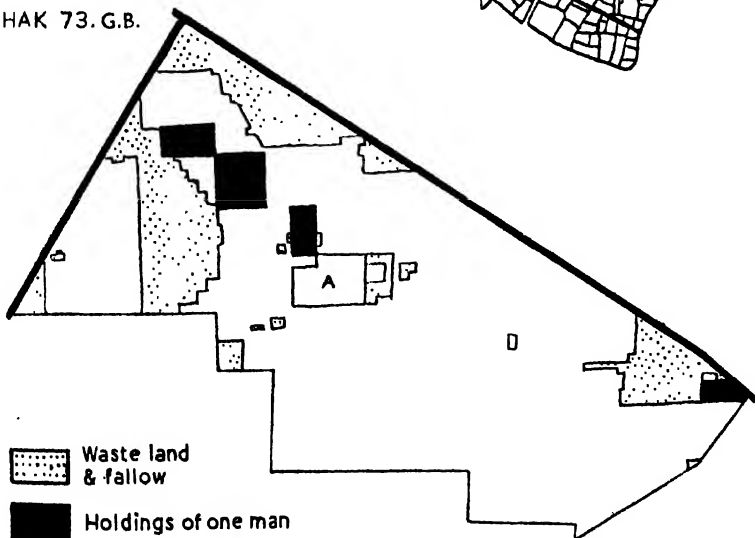 HAK 73. G.B.
A
Waste land
& fallow
Holdings of one man